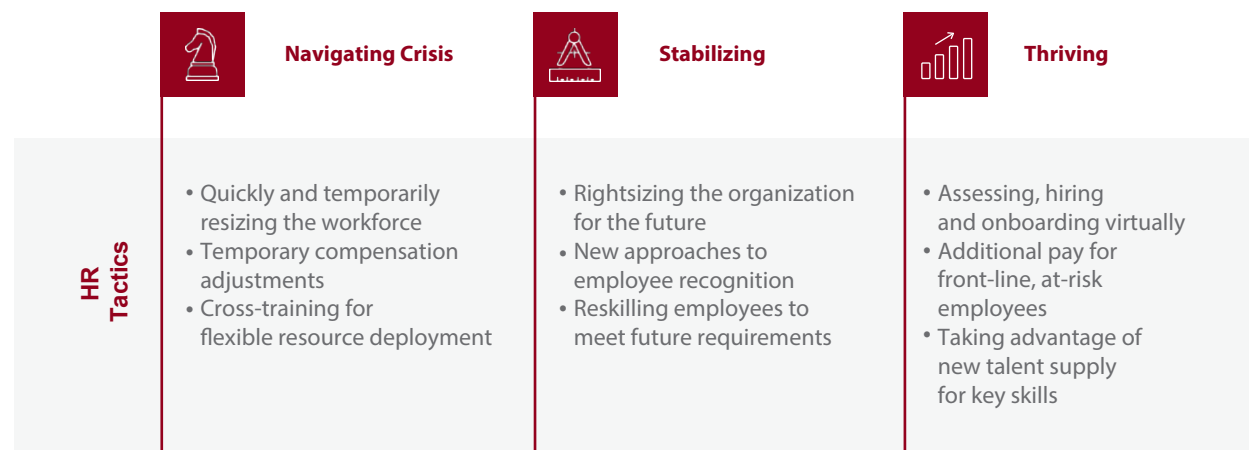 Navigating Crisis
Stabilizing
Thriving
HR
Tactics
• Quickly and temporarily
resizing the workforce
• Temporary compensation
adjustments
• Cross-training for
flexible resource deployment
• Rightsizing the organization
for the future
• New approaches to
employee recognition
• Reskilling employees to
meet future requirements
• Assessing, hiring
and onboarding virtually
• Additional pay for
front-line, at-risk
employees
• Taking advantage of
new talent supply
for key skills